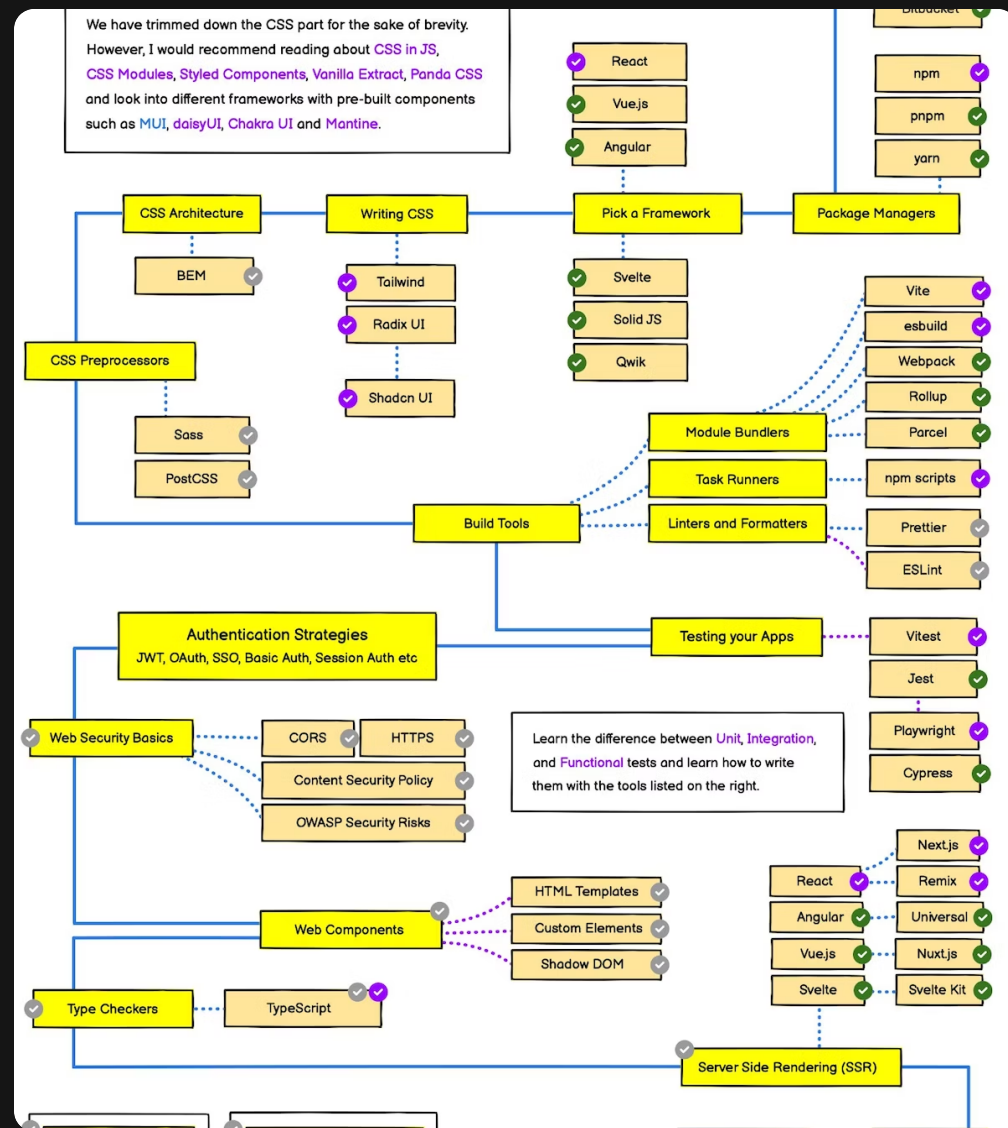 We have trimmed down the CSS part for the sake of brevity.
However, I would recommend reading about CSS in JS,
CSS Modules, Styled Components, Vanilla Extract, Panda CSS
and look into different frameworks with pre-built components
such as MUI, daisyUI, Chakra UI and Mantine.
React
Vue.js
Angular
Bitbucket
npm
pnpm
yarn
CSS Architecture
Writing CSS
Pick a Framework
Package Managers
BEM
Tailwind
Radix UI
Shadcn UI
Svelte
Solid JS
Qwik
CSS Preprocessors
Sass
PostCSS
Vite
esbuild
Webpack
Rollup
Parcel
Module Bundlers
Task Runners
npm scripts
Build Tools
Linters and Formatters
Prettier
ESLint
Authentication Strategies
JWT, OAuth, SSO, Basic Auth, Session Auth etc
Testing your Apps
Vitest
Jest
Playwright
Cypress
Web Security Basics
CORS
HTTPS
Content Security Policy
OWASP Security Risks
Learn the difference between Unit, Integration,
and Functional tests and learn how to write
them with the tools listed on the right.
Next.js
React
Remix
Angular
Universal
Vue.js
Nuxt.js
Svelte
Svelte Kit
HTML Templates
Web Components
Custom Elements
Shadow DOM
Type Checkers
TypeScript
Server Side Rendering (SSR)